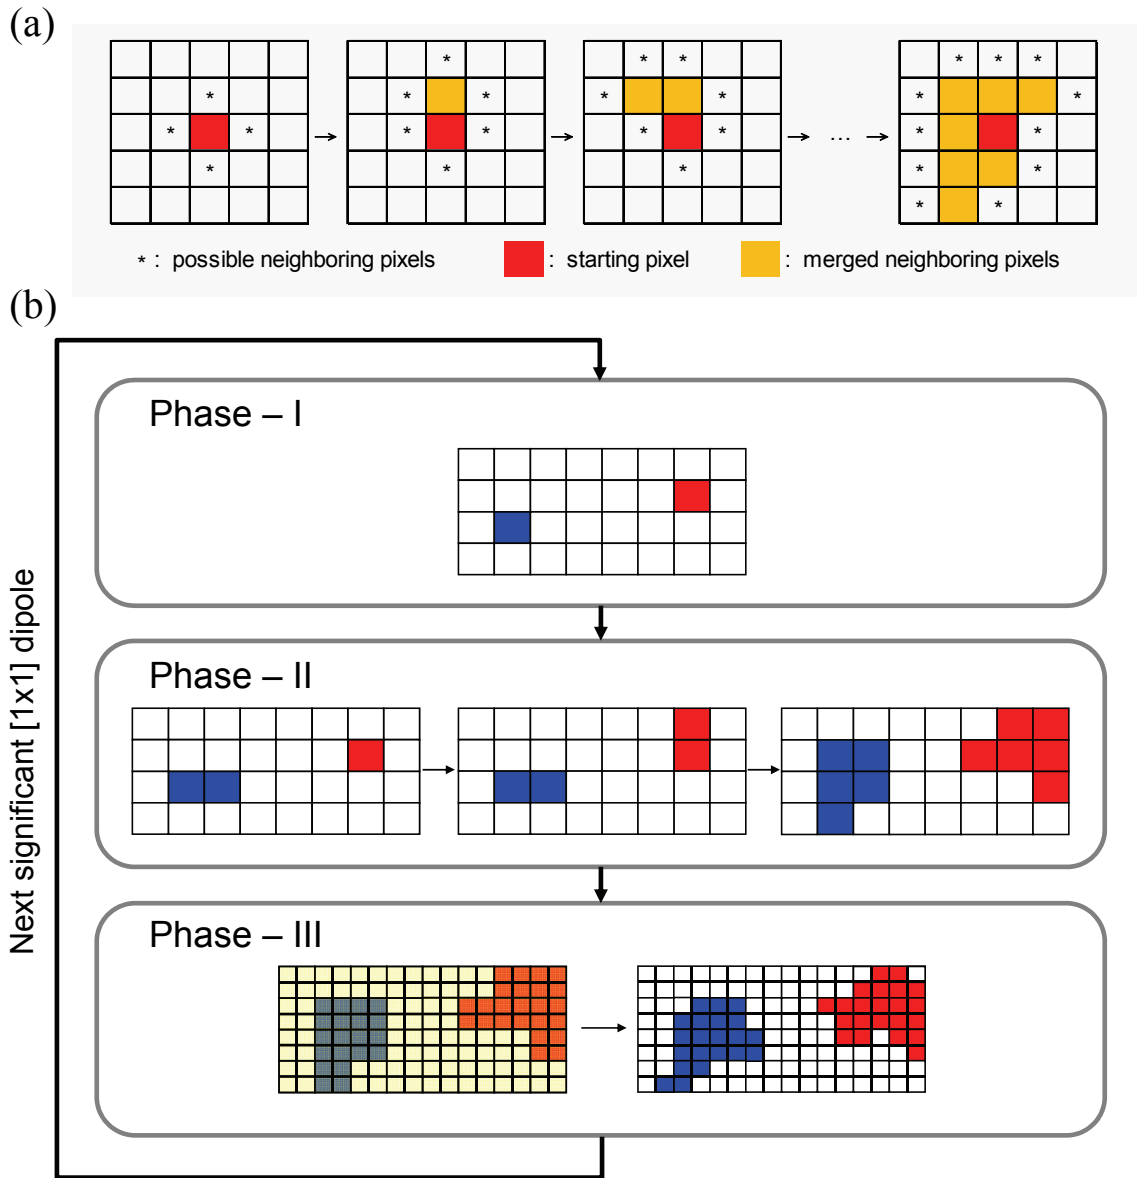 (a)
* * * *
* * * * * * *
* * * * * * * *
* * * * * * * * * *
...
* : possible neighboring pixels : starting pixel : merged neighboring pixels
(b)
Next significant [1x1] dipole
Phase – I
Phase – II
Phase – III